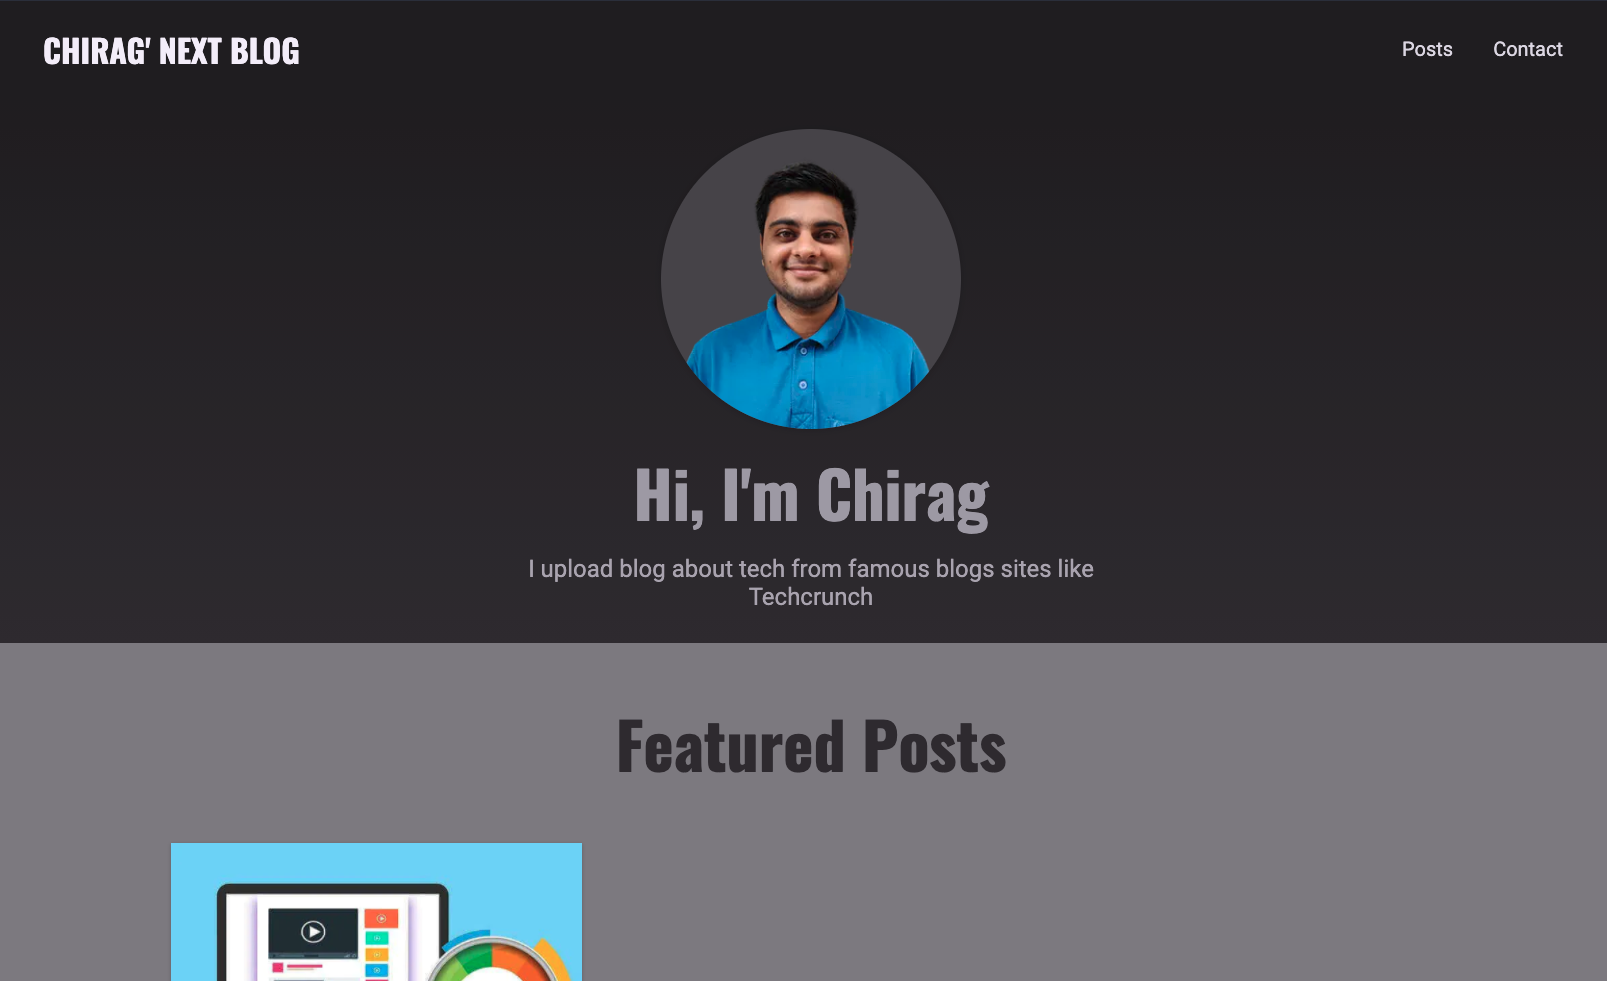 CHIRAG' NEXT BLOG
Posts
Contact
Hi, I'm Chirag
I upload blog about tech from famous blogs sites like
Techcrunch
Featured Posts